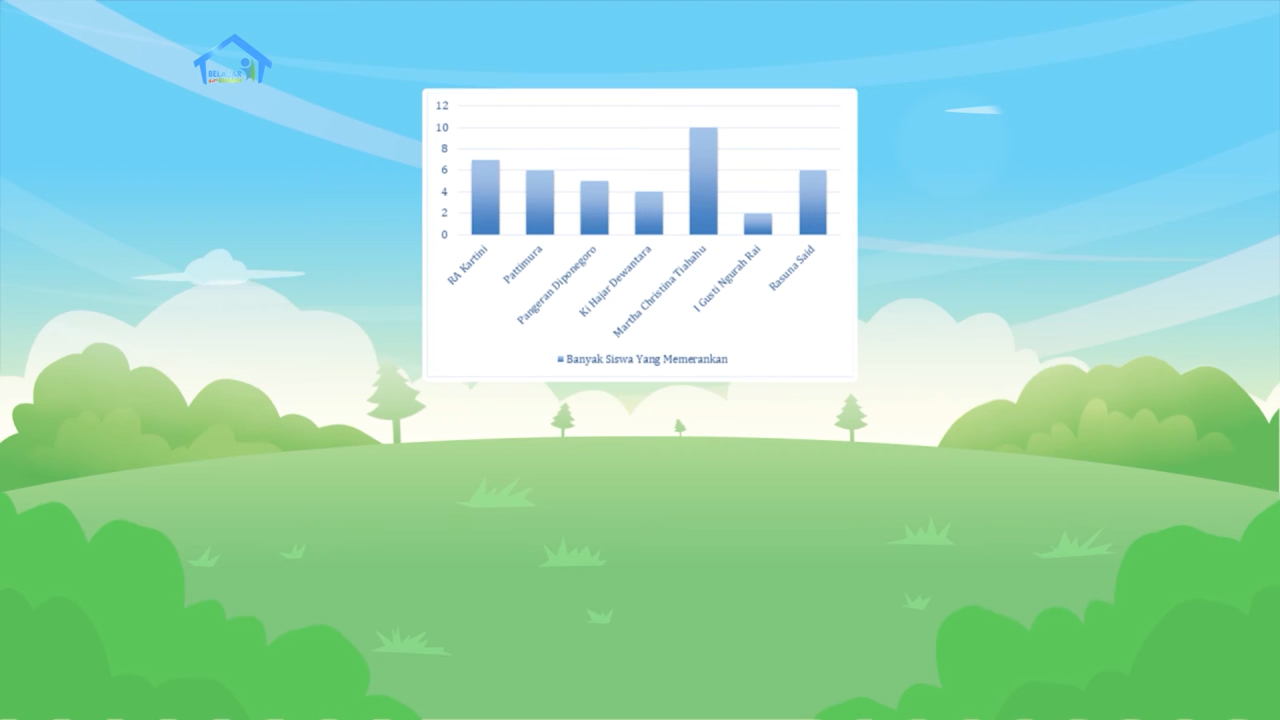 BELAJAR
12
10
8
6
4
2
0
RA Kartini
Pattimura
Pangeran Diponegoro
Ki Hajar Dewantara
Martha Christina Tiahahu
I Gusti Ngurah Rai
Rasuna Said
Banyak Siswa Yang Memerankan